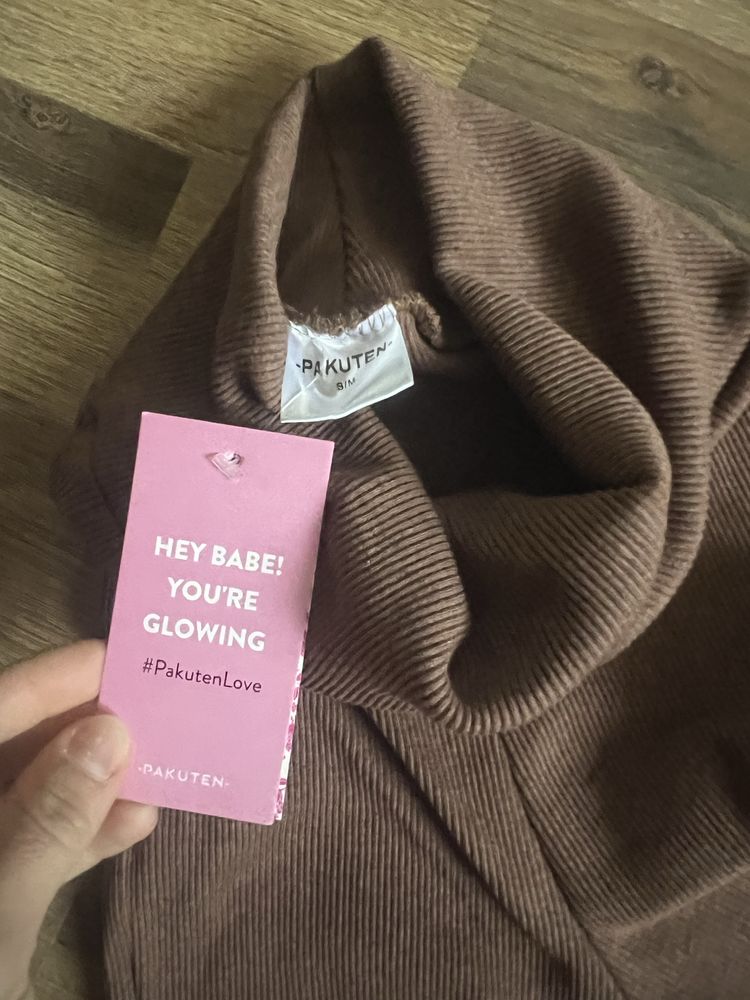 -PAKUTEN-
S/M
HEY BABE!
YOU'RE
GLOWING
#PakutenLove
-PAKUTEN-